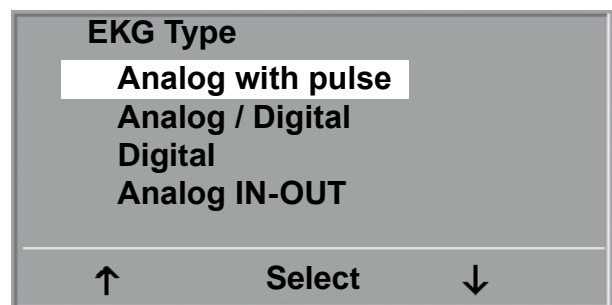 EKG Type
Analog with pulse
Analog / Digital
Digital
Analog IN-OUT
↑ Select ↓